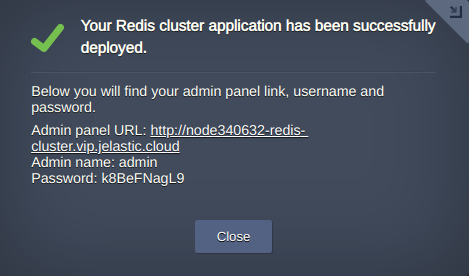 Your Redis cluster application has been successfully
deployed.
Below you will find your admin panel link, username and
password.
Admin panel URL: http://node340632-redis-
cluster.vip.jelastic.cloud
Admin name: admin
Password: k8BeFNagL9
Close